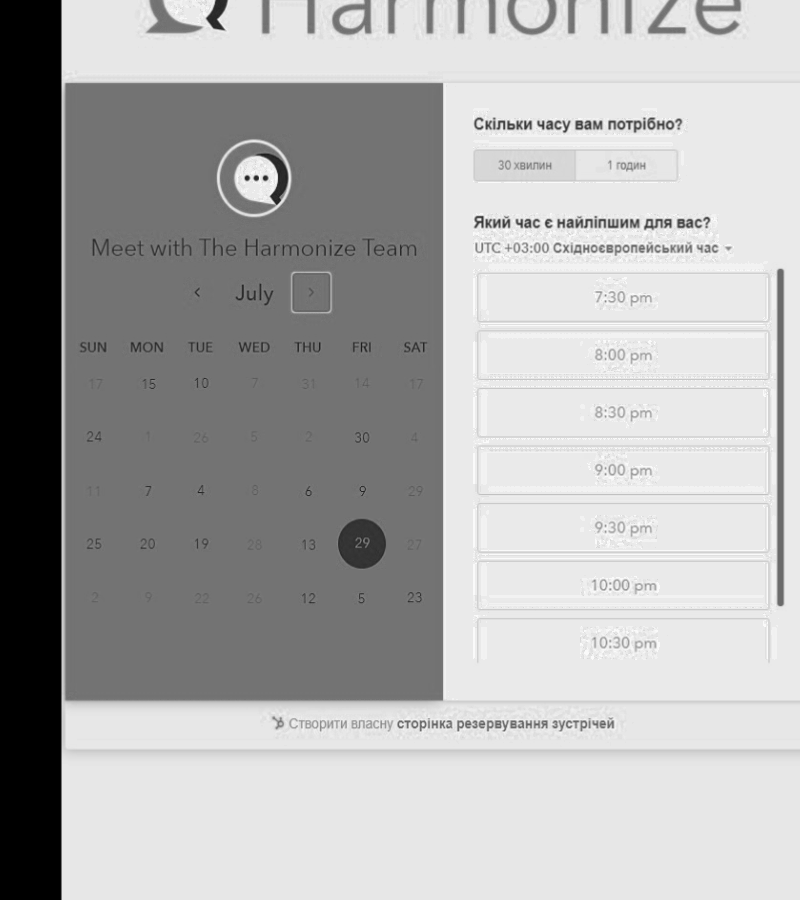 Harmonize
Meet with The Harmonize Team
July
SUN MON TUE WED THU FRI SAT
17 15 10 7 31 14 17
24 1 26 5 2 30 4
11 7 4 8 6 9 29
25 20 19 28 13 29 27
2 9 22 26 12 5 23
Скільки часу вам потрібно?
30 хвилин 1 годин
Який час є найліпшим для вас?
UTC +03:00 Східноєвропейський час
7:30 pm
8:00 pm
8:30 pm
9:00 pm
9:30 pm
10:00 pm
10:30 pm
Створити власну сторінка резервування зустрічей